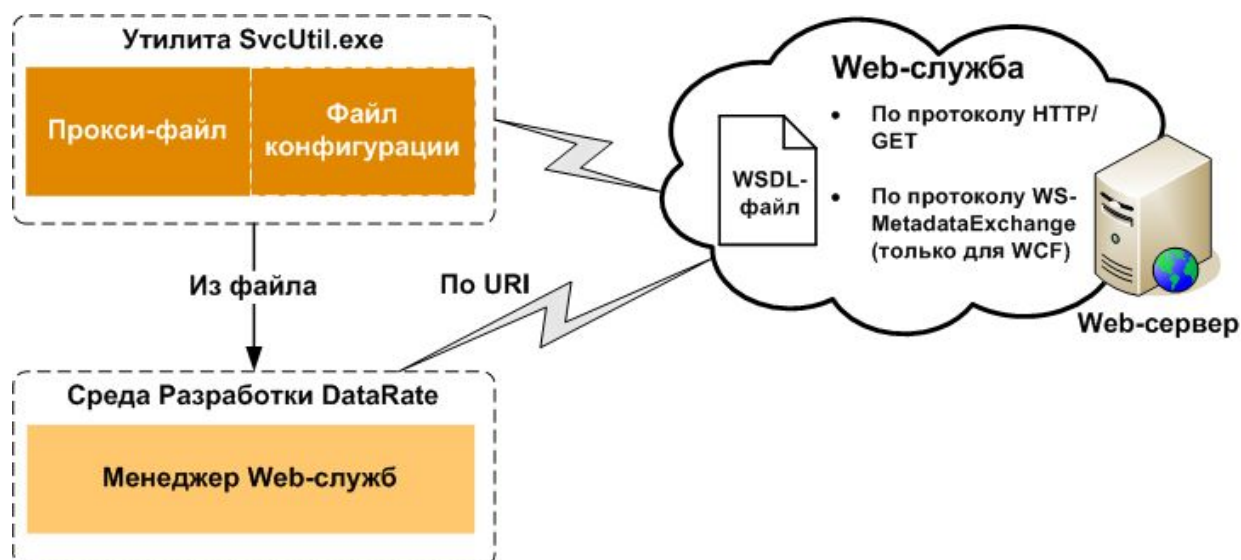 Утилита SvcUtil.exe
Прокси-файл
Файл
конфигурации
Из файла
По URI
Среда Разработки DataRate
Менеджер Web-служб
Web-служба
WSDL-
файл
• По протоколу HTTP/
GET
• По протоколу WS-
MetadataExchange
(только для WCF)
Web-сервер